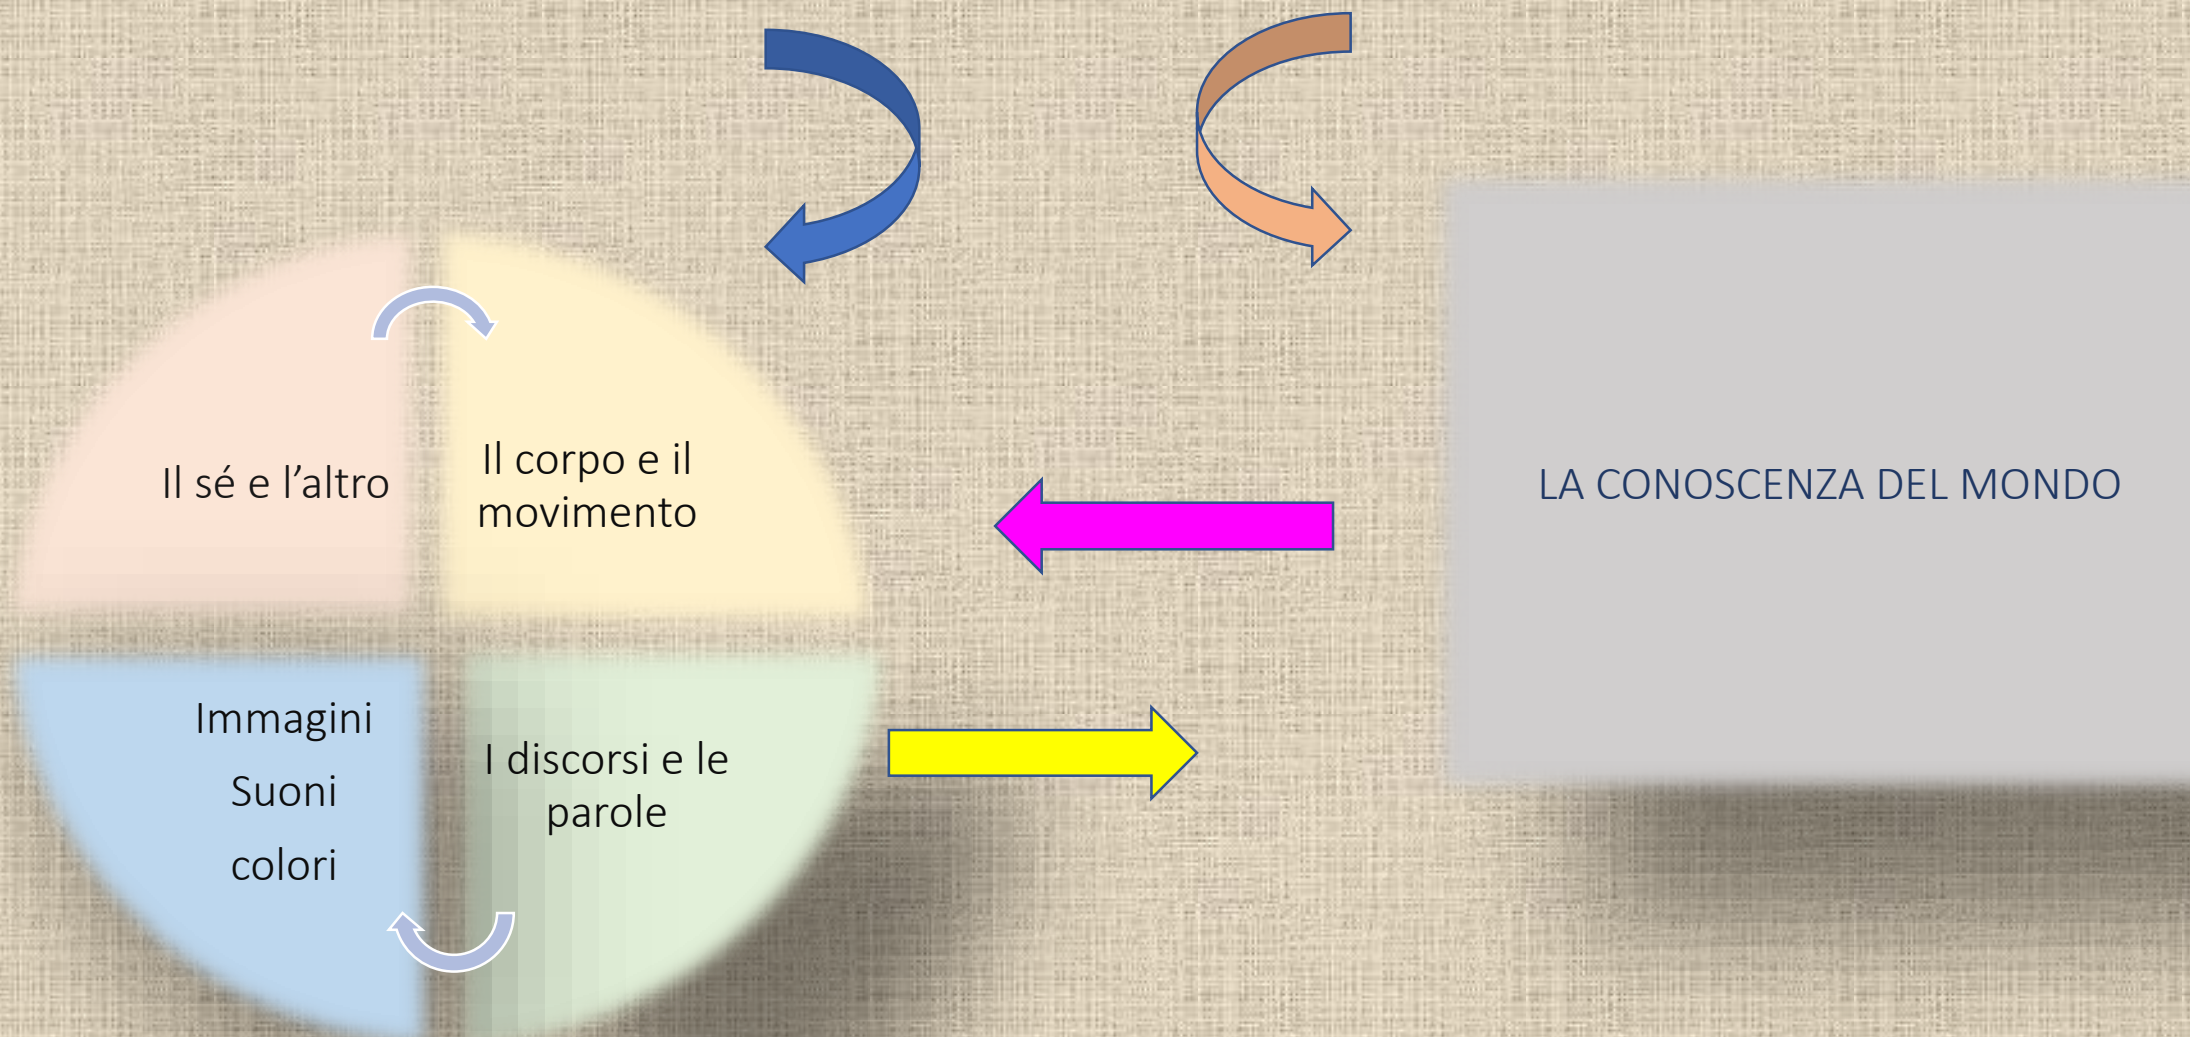 Il sé e l’altro
Il corpo e il
movimento
Immagini
Suoni
colori
I discorsi e le
parole
LA CONOSCENZA DEL MONDO